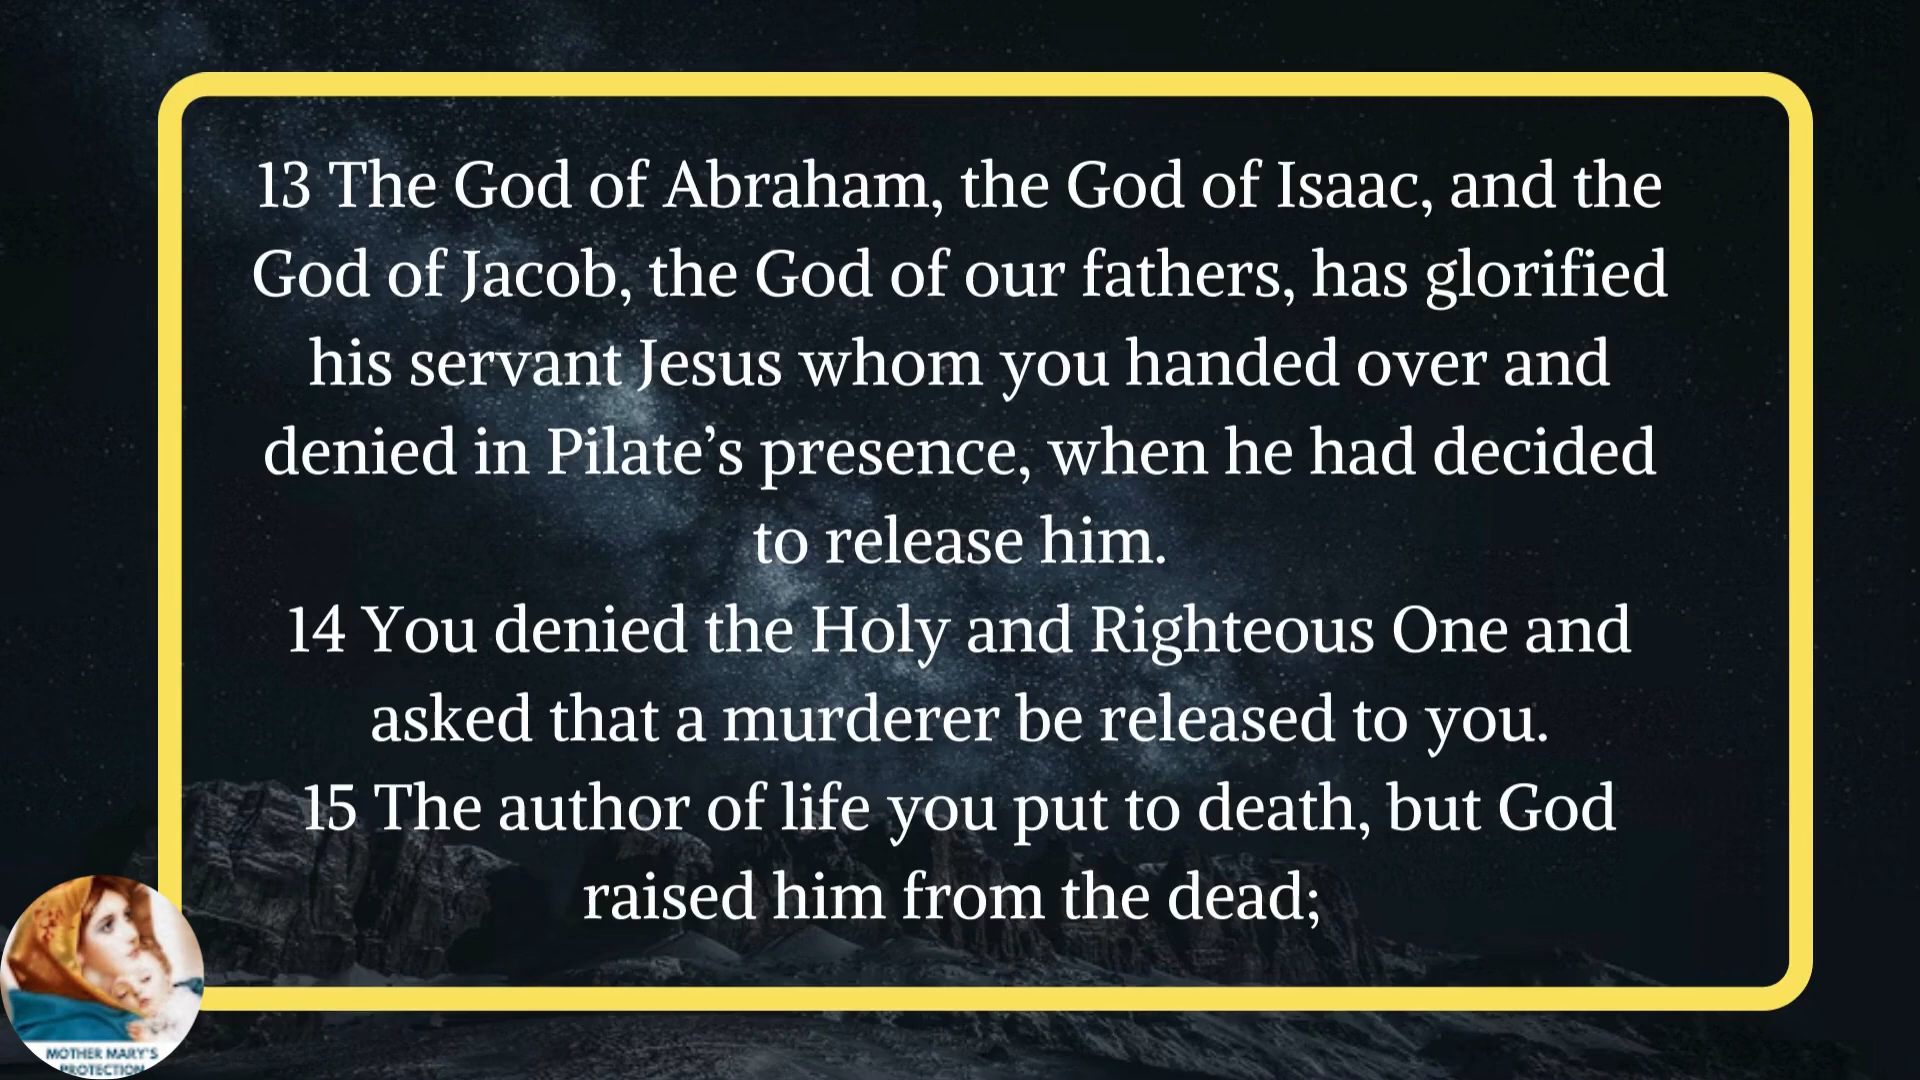 13 The God of Abraham, the God of Isaac, and the
God of Jacob, the God of our fathers, has glorified
his servant Jesus whom you handed over and
denied in Pilate’s presence, when he had decided
to release him.
14 You denied the Holy and Righteous One and
asked that a murderer be released to you.
15 The author of life you put to death, but God
raised him from the dead;
MOTHER MARY'S
PROTECTION